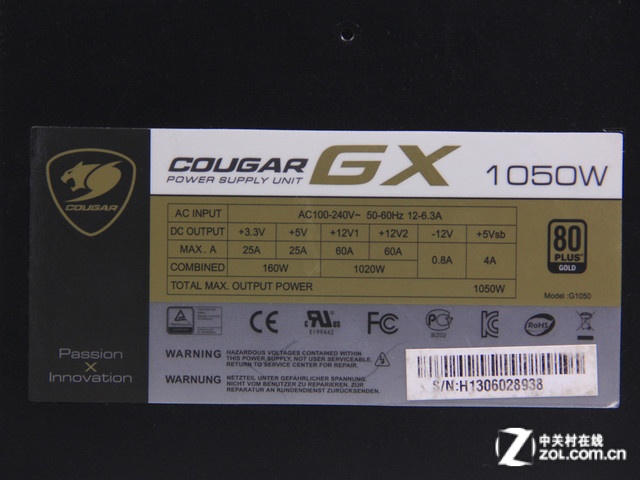 COUGAR
COUGAR GX 1050W
POWER SUPPLY UNIT
AC INPUT AC100-240V~ 50-60Hz 12-6.3A
DC OUTPUT +3.3V +5V +12V1 +12V2 -12V +5Vsb
MAX. A 25A 25A 60A 60A 0.8A 4A
COMBINED 160W 1020W
TOTAL MAX. OUTPUT POWER 1050W
80
PLUS
GOLD
Model :G1050
Passion
×
Innovation
CE
FC
RoHS
WARNING HAZARDOUS VOLTAGES CONTAINED WITHIN
THIS POWER SUPPLY, NOT USER SERVICEABLE.
RETURN TO SERVICE CENTER FOR REPAIR.
WARNUNG NETZTEIL UNTER GEFÄHRLICHER SPANNUNG
NICHT VOM BENUTZER ZU REPARIEREN. ZUR
REPARATUR AN KUNDENDIENST ZURÜCKSENDEN.
S/N:H1306028938
Z 中关村在线
ZOL.com.cn